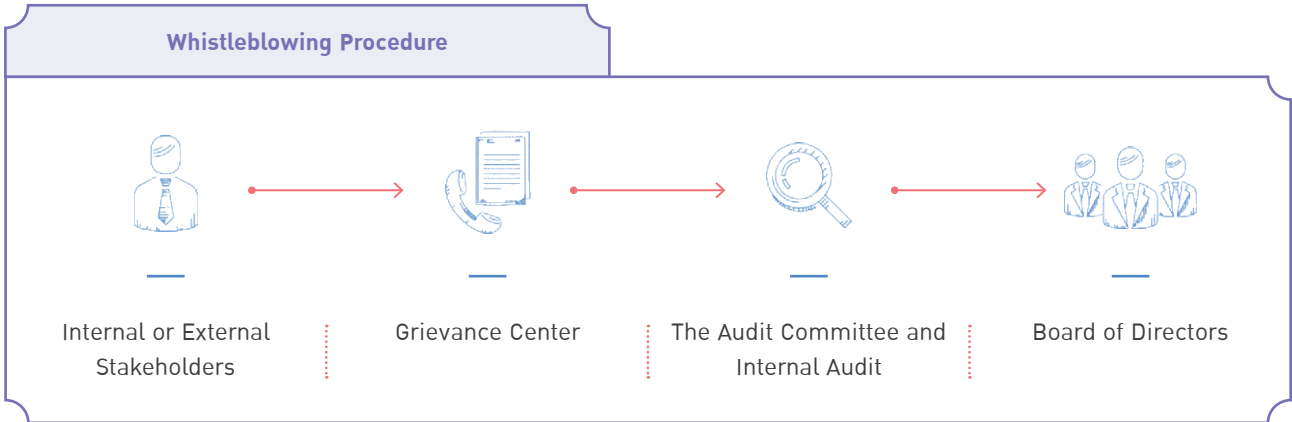 Whistleblowing Procedure
Internal or External
Stakeholders
Grievance Center
The Audit Committee and
Internal Audit
Board of Directors